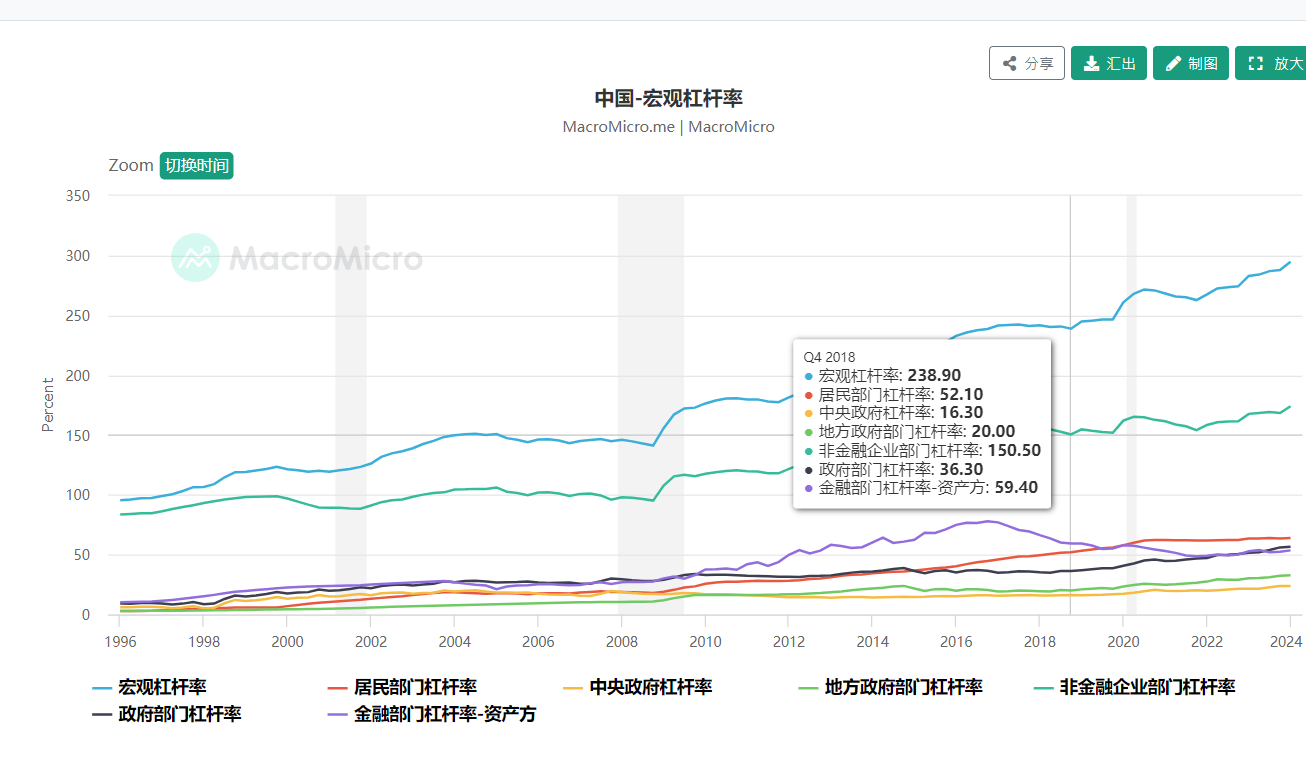 分享 汇出 制图 放大
中国-宏观杠杆率
MacroMicro.me | MacroMicro
Zoom 切换时间
350
300
250
200
150
100
50
0
Percent
MacroMicro
Q4 2018
宏观杠杆率: 238.90
居民部门杠杆率: 52.10
中央政府杠杆率: 16.30
地方政府部门杠杆率: 20.00
非金融企业部门杠杆率: 150.50
政府部门杠杆率: 36.30
金融部门杠杆率-资产方: 59.40
1996 1998 2000 2002 2004 2006 2008 2010 2012 2014 2016 2018 2020 2022 2024
宏观杠杆率 居民部门杠杆率 中央政府杠杆率 地方政府部门杠杆率 非金融企业部门杠杆率
政府部门杠杆率 金融部门杠杆率-资产方